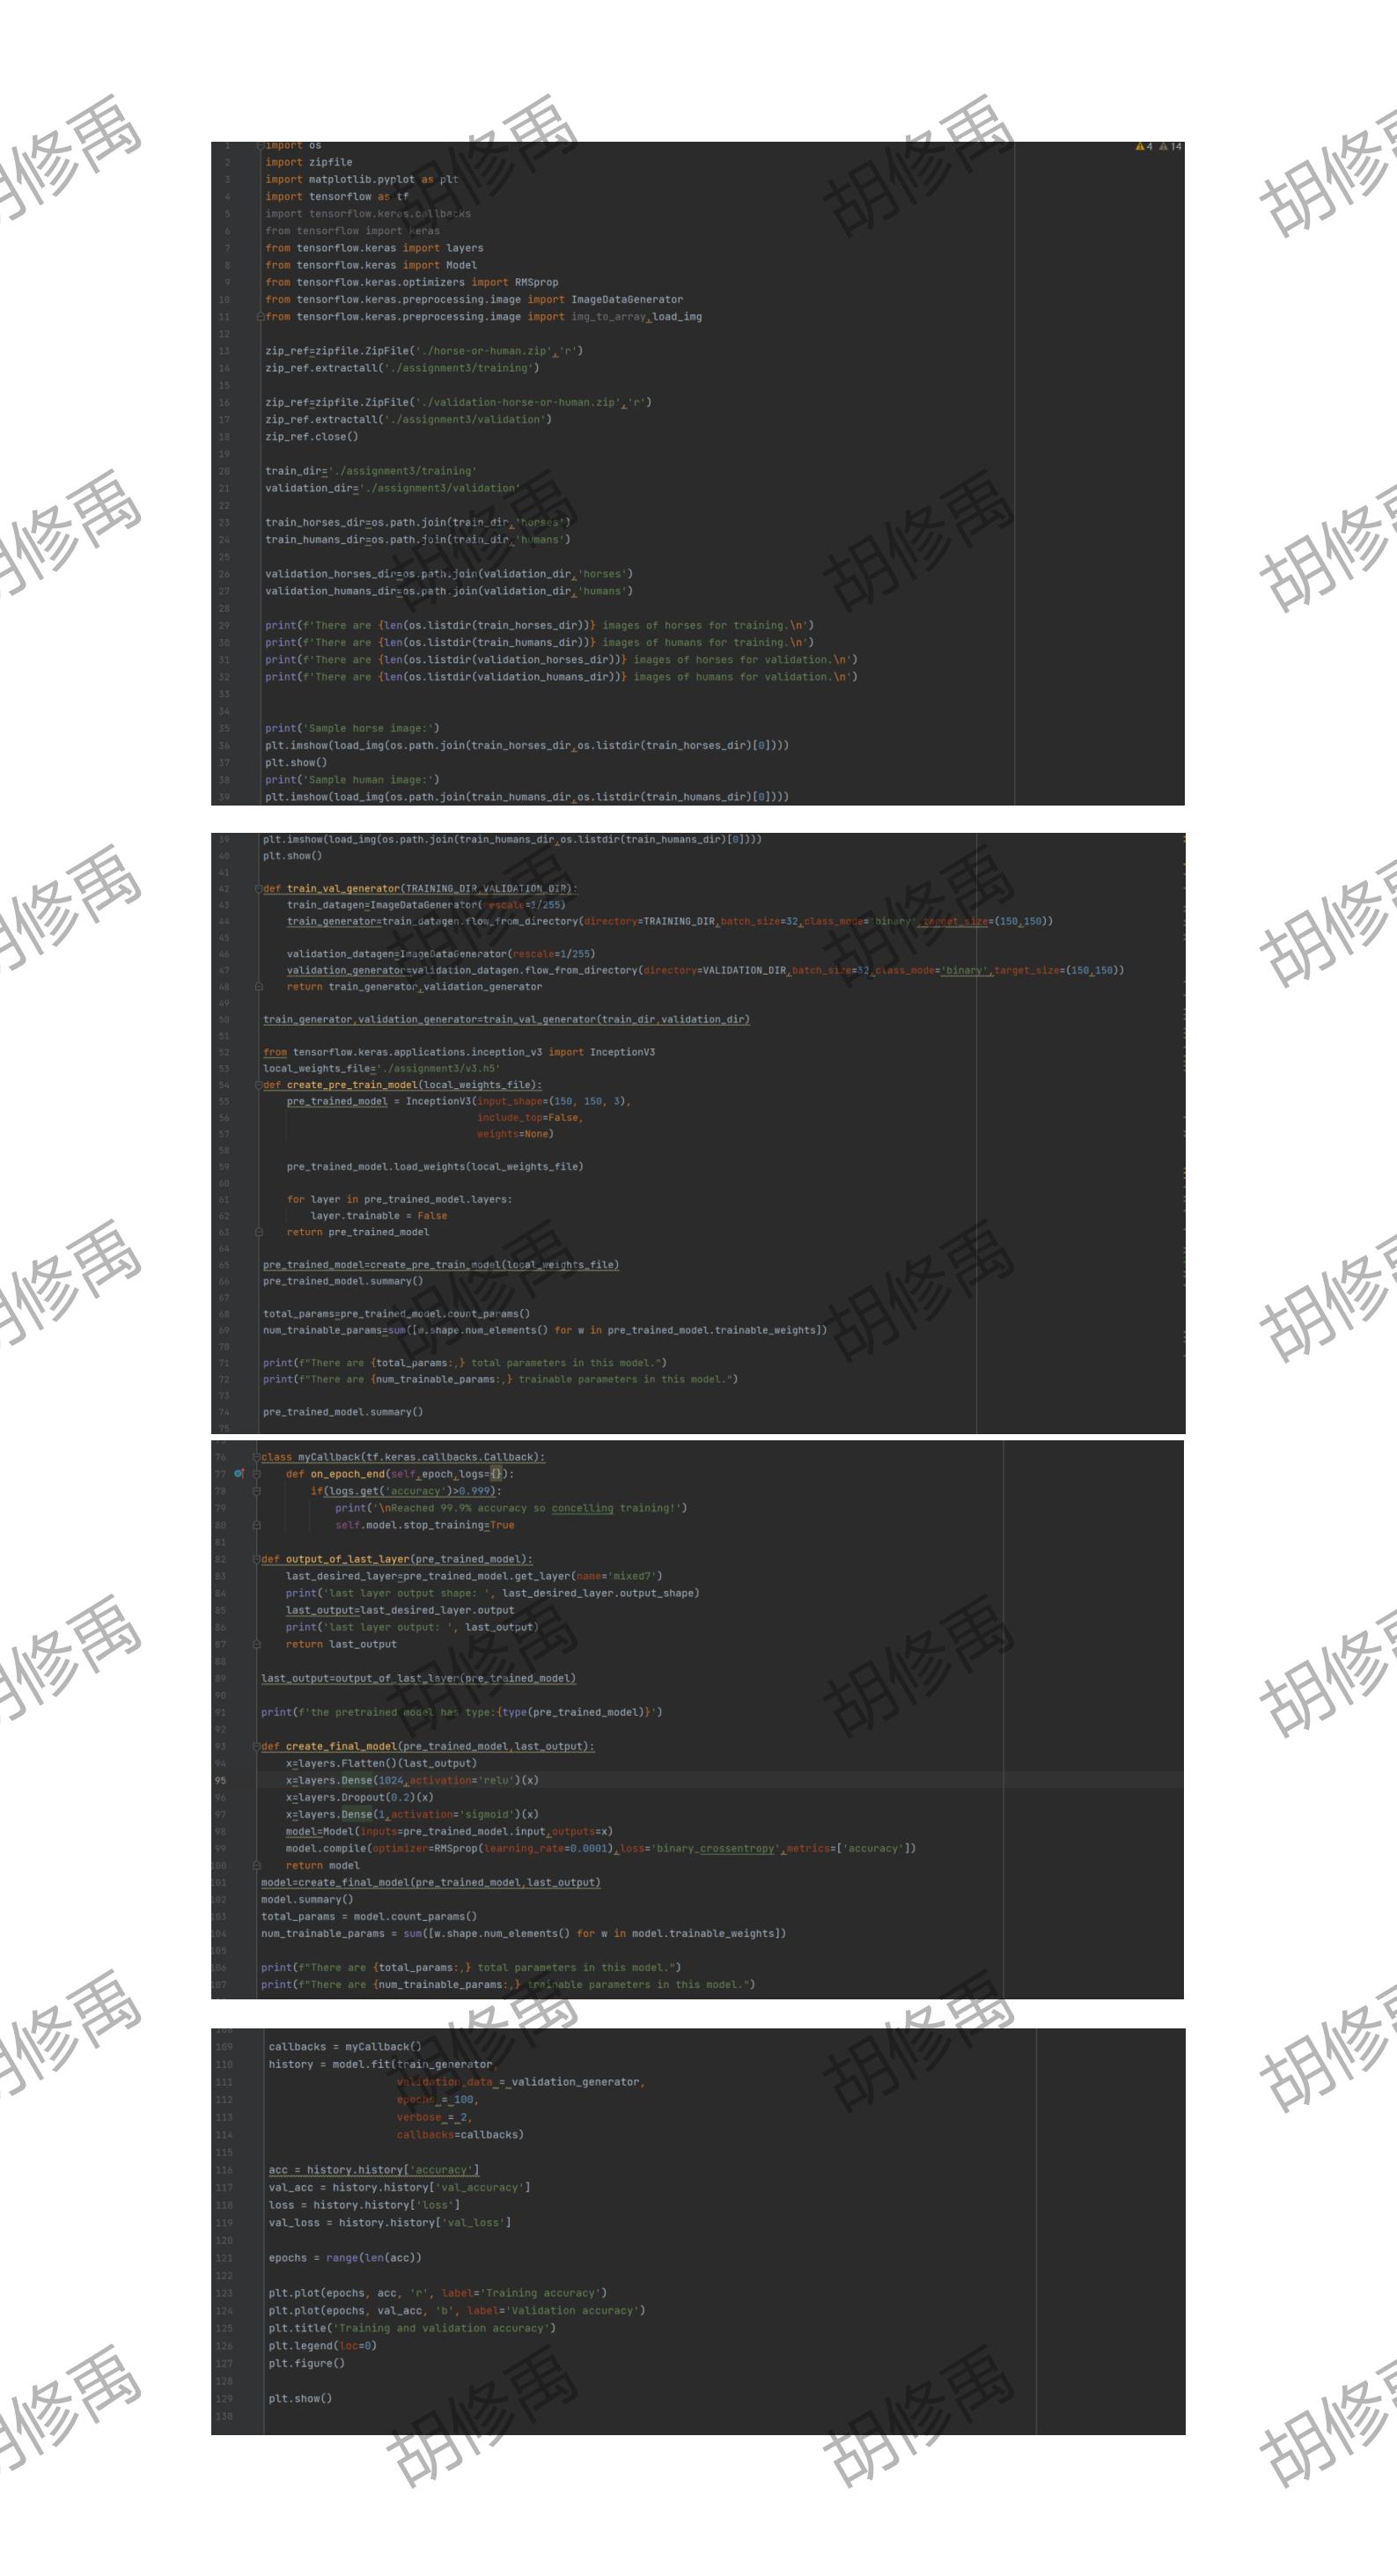 胡修禹
胡修禹
胡修禹
胡修禹
⚠4 ⚠14
1 import os
2 import zipfile
3 import matplotlib.pyplot as plt
4 import tensorflow as tf
5 import tensorflow.keras.callbacks
6 from tensorflow import keras
7 from tensorflow.keras import layers
8 from tensorflow.keras import Model
9 from tensorflow.keras.optimizers import RMSprop
10 from tensorflow.keras.preprocessing.image import ImageDataGenerator
11 from tensorflow.keras.preprocessing.image import img_to_array,load_img
12
13 zip_ref=zipfile.ZipFile('./horse-or-human.zip','r')
14 zip_ref.extractall('./assignment3/training')
15
16 zip_ref=zipfile.ZipFile('./validation-horse-or-human.zip','r')
17 zip_ref.extractall('./assignment3/validation')
18 zip_ref.close()
19
20 train_dir='./assignment3/training'
21 validation_dir='./assignment3/validation'
22
23 train_horses_dir=os.path.join(train_dir,'horses')
24 train_humans_dir=os.path.join(train_dir,'humans')
25
26 validation_horses_dir=os.path.join(validation_dir,'horses')
27 validation_humans_dir=os.path.join(validation_dir,'humans')
28
29 print(f'There are {len(os.listdir(train_horses_dir))} images of horses for training.\n')
30 print(f'There are {len(os.listdir(train_humans_dir))} images of humans for training.\n')
31 print(f'There are {len(os.listdir(validation_horses_dir))} images of horses for validation.\n')
32 print(f'There are {len(os.listdir(validation_humans_dir))} images of humans for validation.\n')
33
34
35 print('Sample horse image:')
36 plt.imshow(load_img(os.path.join(train_horses_dir,os.listdir(train_horses_dir)[0])))
37 plt.show()
38 print('Sample human image:')
39 plt.imshow(load_img(os.path.join(train_humans_dir,os.listdir(train_humans_dir)[0])))
39 plt.imshow(load_img(os.path.join(train_humans_dir,os.listdir(train_humans_dir)[0])))
40 plt.show()
41
42 def train_val_generator(TRAINING_DIR,VALIDATION_DIR):
43 train_datagen=ImageDataGenerator(rescale=1/255)
44 train_generator=train_datagen.flow_from_directory(directory=TRAINING_DIR,batch_size=32,class_mode='binary',target_size=(150,150))
45
46 validation_datagen=ImageDataGenerator(rescale=1/255)
47 validation_generator=validation_datagen.flow_from_directory(directory=VALIDATION_DIR,batch_size=32,class_mode='binary',target_size=(150,150))
48 return train_generator,validation_generator
49
50 train_generator,validation_generator=train_val_generator(train_dir,validation_dir)
51
52 from tensorflow.keras.applications.inception_v3 import InceptionV3
53 local_weights_file='./assignment3/v3.h5'
54 def create_pre_train_model(local_weights_file):
55 pre_trained_model = InceptionV3(input_shape=(150, 150, 3),
56 include_top=False,
57 weights=None)
58
59 pre_trained_model.load_weights(local_weights_file)
60
61 for layer in pre_trained_model.layers:
62 layer.trainable = False
63 return pre_trained_model
64
65 pre_trained_model=create_pre_train_model(local_weights_file)
66 pre_trained_model.summary()
67
68 total_params=pre_trained_model.count_params()
69 num_trainable_params=sum([w.shape.num_elements() for w in pre_trained_model.trainable_weights])
70
71 print(f"There are {total_params:,} total parameters in this model.")
72 print(f"There are {num_trainable_params:,} trainable parameters in this model.")
73
74 pre_trained_model.summary()
75
76 class myCallback(tf.keras.callbacks.Callback):
77 def on_epoch_end(self,epoch,logs={}):
78 if(logs.get('accuracy')>0.999):
79 print('\nReached 99.9% accuracy so concelling training!')
80 self.model.stop_training=True
81
82 def output_of_last_layer(pre_trained_model):
83 last_desired_layer=pre_trained_model.get_layer(name='mixed7')
84 print('last layer output shape: ', last_desired_layer.output_shape)
85 last_output=last_desired_layer.output
86 print('last layer output: ', last_output)
87 return last_output
88
89 last_output=output_of_last_layer(pre_trained_model)
90
91 print(f'the pretrained model has type:{type(pre_trained_model)}')
92
93 def create_final_model(pre_trained_model,last_output):
94 x=layers.Flatten()(last_output)
95 x=layers.Dense(1024,activation='relu')(x)
96 x=layers.Dropout(0.2)(x)
97 x=layers.Dense(1,activation='sigmoid')(x)
98 model=Model(inputs=pre_trained_model.input,outputs=x)
99 model.compile(optimizer=RMSprop(learning_rate=0.0001),loss='binary_crossentropy',metrics=['accuracy'])
100 return model
101 model=create_final_model(pre_trained_model,last_output)
102 model.summary()
103 total_params = model.count_params()
104 num_trainable_params = sum([w.shape.num_elements() for w in model.trainable_weights])
105
106 print(f"There are {total_params:,} total parameters in this model.")
107 print(f"There are {num_trainable_params:,} trainable parameters in this model.")
108
109 callbacks = myCallback()
110 history = model.fit(train_generator,
111 validation_data = validation_generator,
112 epochs = 100,
113 verbose = 2,
114 callbacks=callbacks)
115
116 acc = history.history['accuracy']
117 val_acc = history.history['val_accuracy']
118 loss = history.history['loss']
119 val_loss = history.history['val_loss']
120
121 epochs = range(len(acc))
122
123 plt.plot(epochs, acc, 'r', label='Training accuracy')
124 plt.plot(epochs, val_acc, 'b', label='Validation accuracy')
125 plt.title('Training and validation accuracy')
126 plt.legend(loc=0)
127 plt.figure()
128
129 plt.show()
130